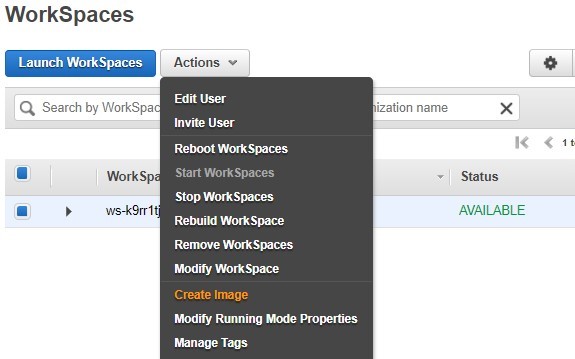 WorkSpaces
Launch WorkSpaces Actions
Search by WorkSpac nization name
Edit User
Invite User
Reboot WorkSpaces
Start WorkSpaces
Stop WorkSpaces
Rebuild WorkSpace
Remove WorkSpaces
Modify WorkSpace
Create Image
Modify Running Mode Properties
Manage Tags
1 to
WorkSpa Status
ws-k9rr1tj AVAILABLE